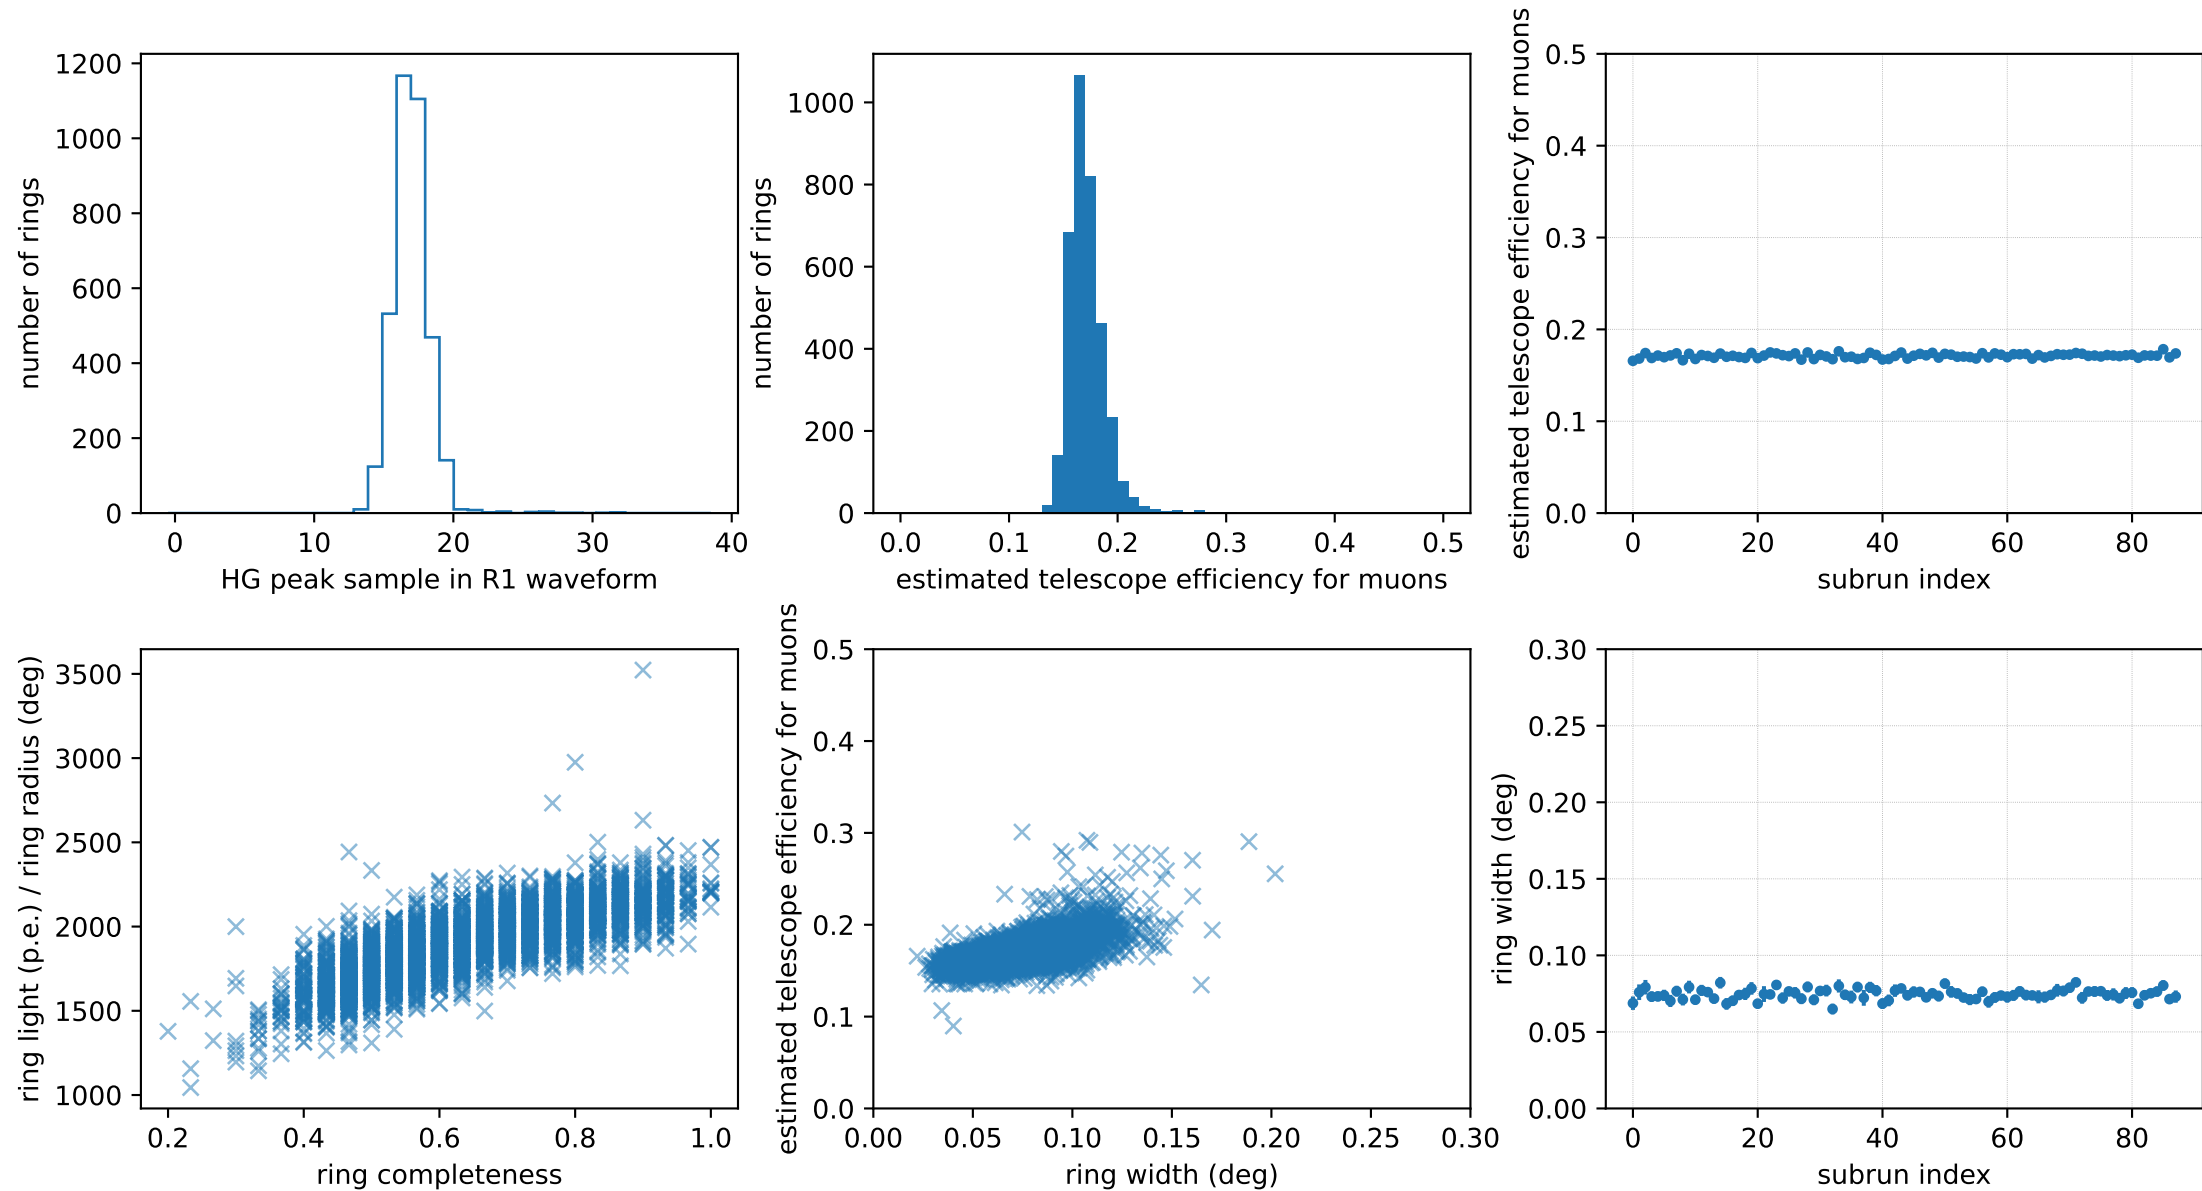 number of rings
1200
1000
800
600
400
200
0
0 10 20 30 40
HG peak sample in R1 waveform
number of rings
1000
800
600
400
200
0
0.0 0.1 0.2 0.3 0.4 0.5
estimated telescope efficiency for muons
estimated telescope efficiency for muons
0.5
0.4
0.3
0.2
0.1
0.0
0 20 40 60 80
subrun index
ring light (p.e.) / ring radius (deg)
3500
3000
2500
2000
1500
1000
0.2 0.4 0.6 0.8 1.0
ring completeness
estimated telescope efficiency for muons
0.5
0.4
0.3
0.2
0.1
0.0
0.00 0.05 0.10 0.15 0.20 0.25 0.30
ring width (deg)
ring width (deg)
0.30
0.25
0.20
0.15
0.10
0.05
0.00
0 20 40 60 80
subrun index